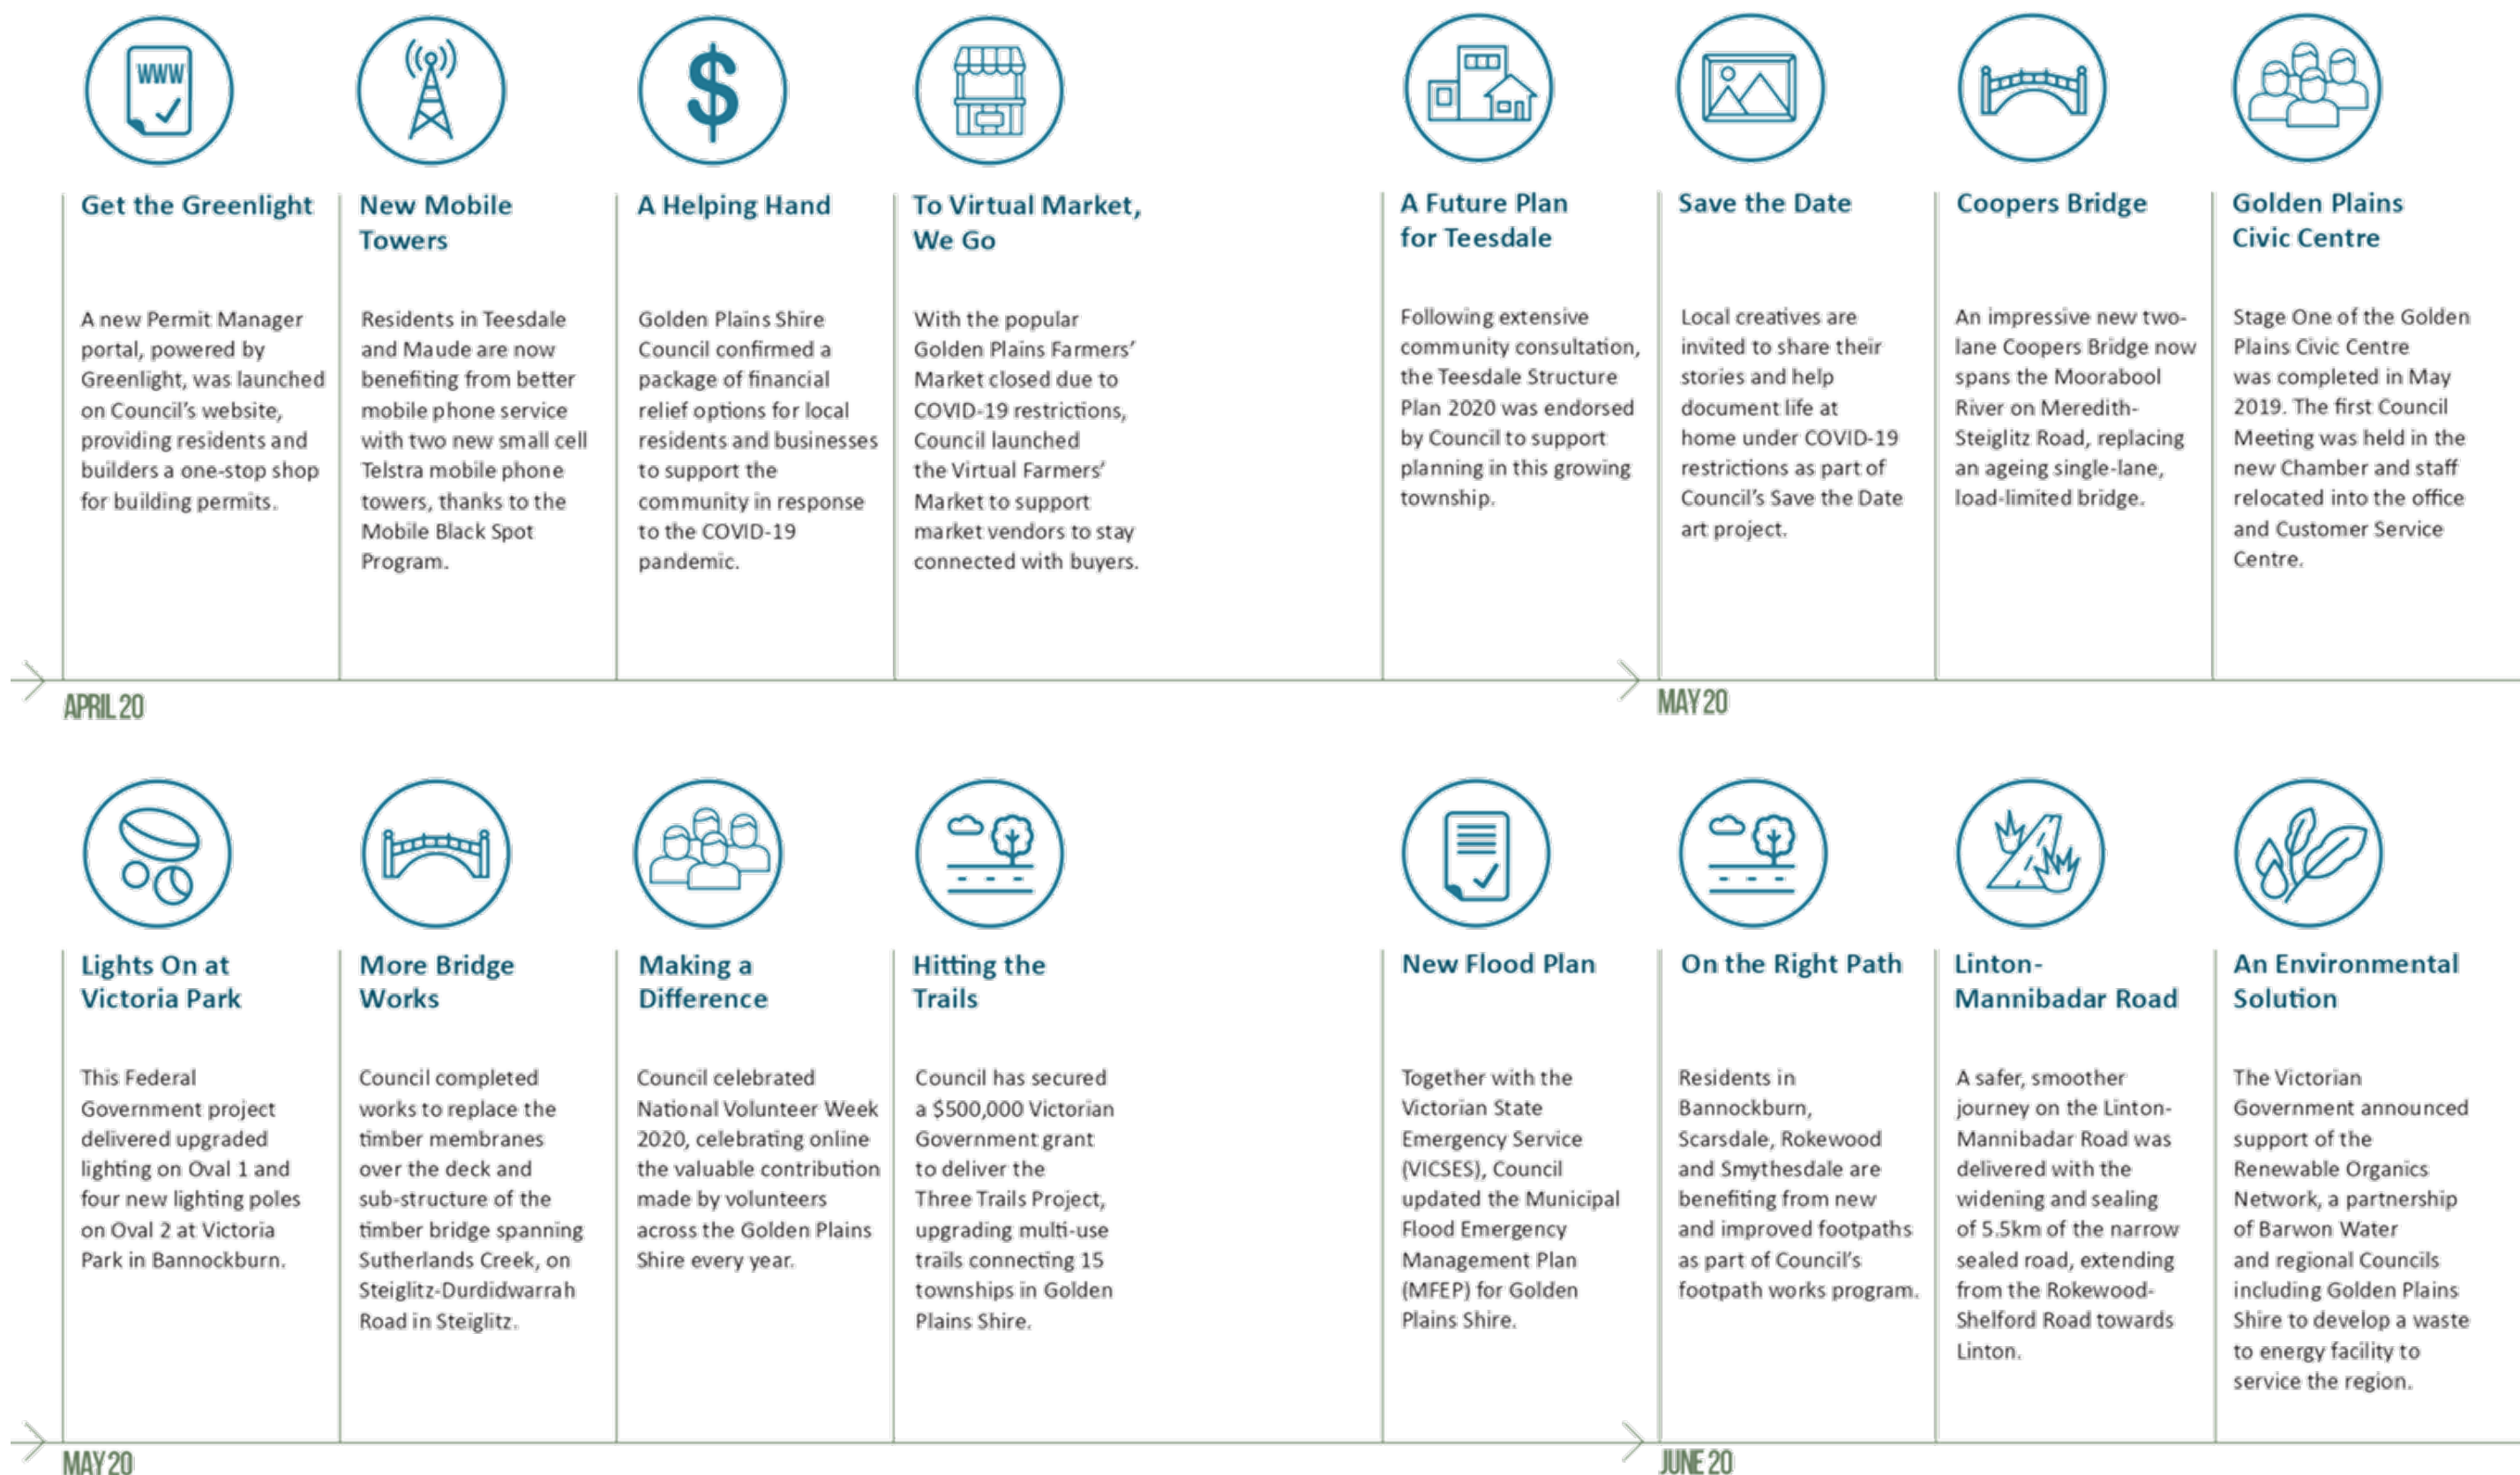 WWW
$
Get the Greenlight
A new Permit Manager
portal, powered by
Greenlight, was launched
on Council's website,
providing residents and
builders a one-stop shop
for building permits.
New Mobile
Towers
Residents in Teesdale
and Maude are now
benefiting from better
mobile phone service
with two new small cell
Telstra mobile phone
towers, thanks to the
Mobile Black Spot
Program.
A Helping Hand
Golden Plains Shire
Council confirmed a
package of financial
relief options for local
residents and businesses
to support the
community in response
to the COVID-19
pandemic.
To Virtual Market,
We Go
With the popular
Golden Plains Farmers'
Market closed due to
COVID-19 restrictions,
Council launched
the Virtual Farmers'
Market to support
market vendors to stay
connected with buyers.
A Future Plan
for Teesdale
Following extensive
community consultation,
the Teesdale Structure
Plan 2020 was endorsed
by Council to support
planning in this growing
township.
Save the Date
Local creatives are
invited to share their
stories and help
document life at
home under COVID-19
restrictions as part of
Council's Save the Date
art project.
Coopers Bridge
An impressive new two-
lane Coopers Bridge now
spans the Moorabool
River on Meredith-
Steiglitz Road, replacing
an ageing single-lane,
load-limited bridge.
Golden Plains
Civic Centre
Stage One of the Golden
Plains Civic Centre
was completed in May
2019. The first Council
Meeting was held in the
new Chamber and staff
relocated into the office
and Customer Service
Centre.
APRIL 20
MAY 20
Lights On at
Victoria Park
This Federal
Government project
delivered upgraded
lighting on Oval 1 and
four new lighting poles
on Oval 2 at Victoria
Park in Bannockburn.
More Bridge
Works
Council completed
works to replace the
timber membranes
over the deck and
sub-structure of the
timber bridge spanning
Sutherlands Creek, on
Steiglitz-Durdidwarrah
Road in Steiglitz.
Making a
Difference
Council celebrated
National Volunteer Week
2020, celebrating online
the valuable contribution
made by volunteers
across the Golden Plains
Shire every year.
Hitting the
Trails
Council has secured
a $500,000 Victorian
Government grant
to deliver the
Three Trails Project,
upgrading multi-use
trails connecting 15
townships in Golden
Plains Shire.
New Flood Plan
Together with the
Victorian State
Emergency Service
(VICSES), Council
updated the Municipal
Flood Emergency
Management Plan
(MFEP) for Golden
Plains Shire.
On the Right Path
Residents in
Bannockburn,
Scarsdale, Rokewood
and Smythesdale are
benefiting from new
and improved footpaths
as part of Council's
footpath works program.
Linton-
Mannibadar Road
A safer, smoother
journey on the Linton-
Mannibadar Road was
delivered with the
widening and sealing
of 5.5km of the narrow
sealed road, extending
from the Rokewood-
Shelford Road towards
Linton.
An Environmental
Solution
The Victorian
Government announced
support of the
Renewable Organics
Network, a partnership
of Barwon Water
and regional Councils
including Golden Plains
Shire to develop a waste
to energy facility to
service the region.
MAY 20
JUNE 20